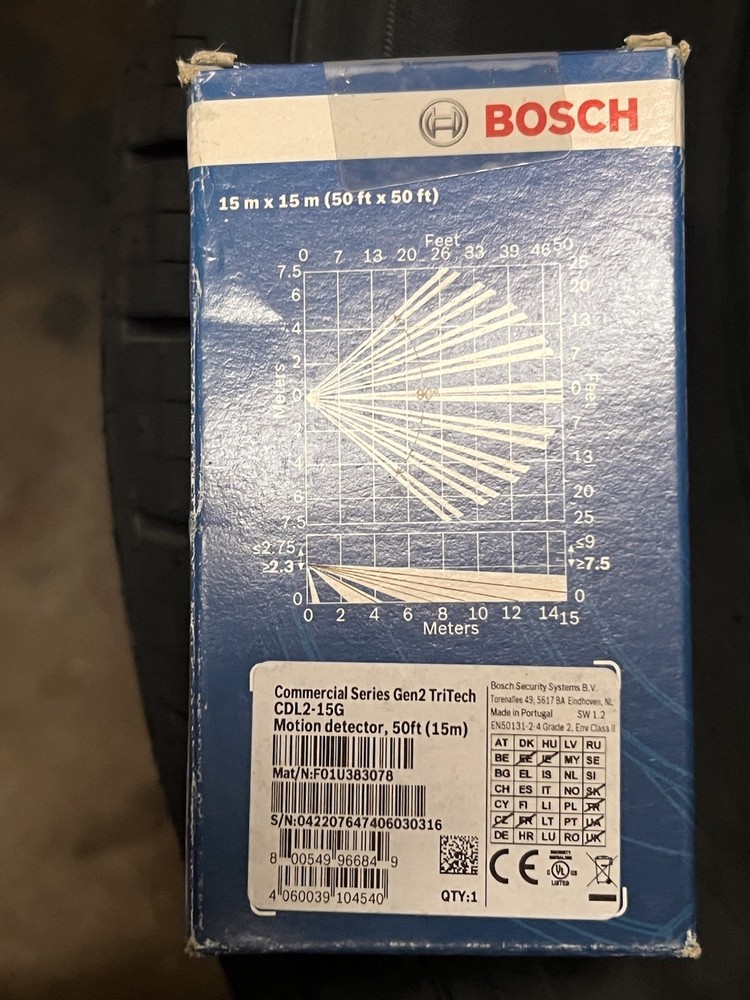 BOSCH
15 m x 15 m (50 ft x 50 ft)
Feet
0 7 13 20 26 33 39 46 50
7.5 25
6 20
4 13
2 7
0 0
Meters
Feet
80°
7
4 13
6 20
7.5 25
≤2.75 ≤9
≥2.3 ≥7.5
0 0
0 2 4 6 8 10 12 14 15
Meters
Commercial Series Gen2 TriTech
CDL2-15G
Motion detector, 50ft (15m)
Mat/N:F01U383078
S/N:042207647406030316
8 00549 96684 9
4 060039 104540
QTY:1
Bosch Security Systems B.V.
Torenallee 49, 5617 BA Eindhoven, NL
Made in Portugal SW 1.2
EN50131-2-4 Grade 2, Env Class II
AT DK HU LV RU
BE EE IE MY SE
BG EL IS NL SI
CH ES IT NO SK
CY FI LI PL TR
CZ FR LT PT UA
DE HR LU RO UK
CE
UL
LISTED